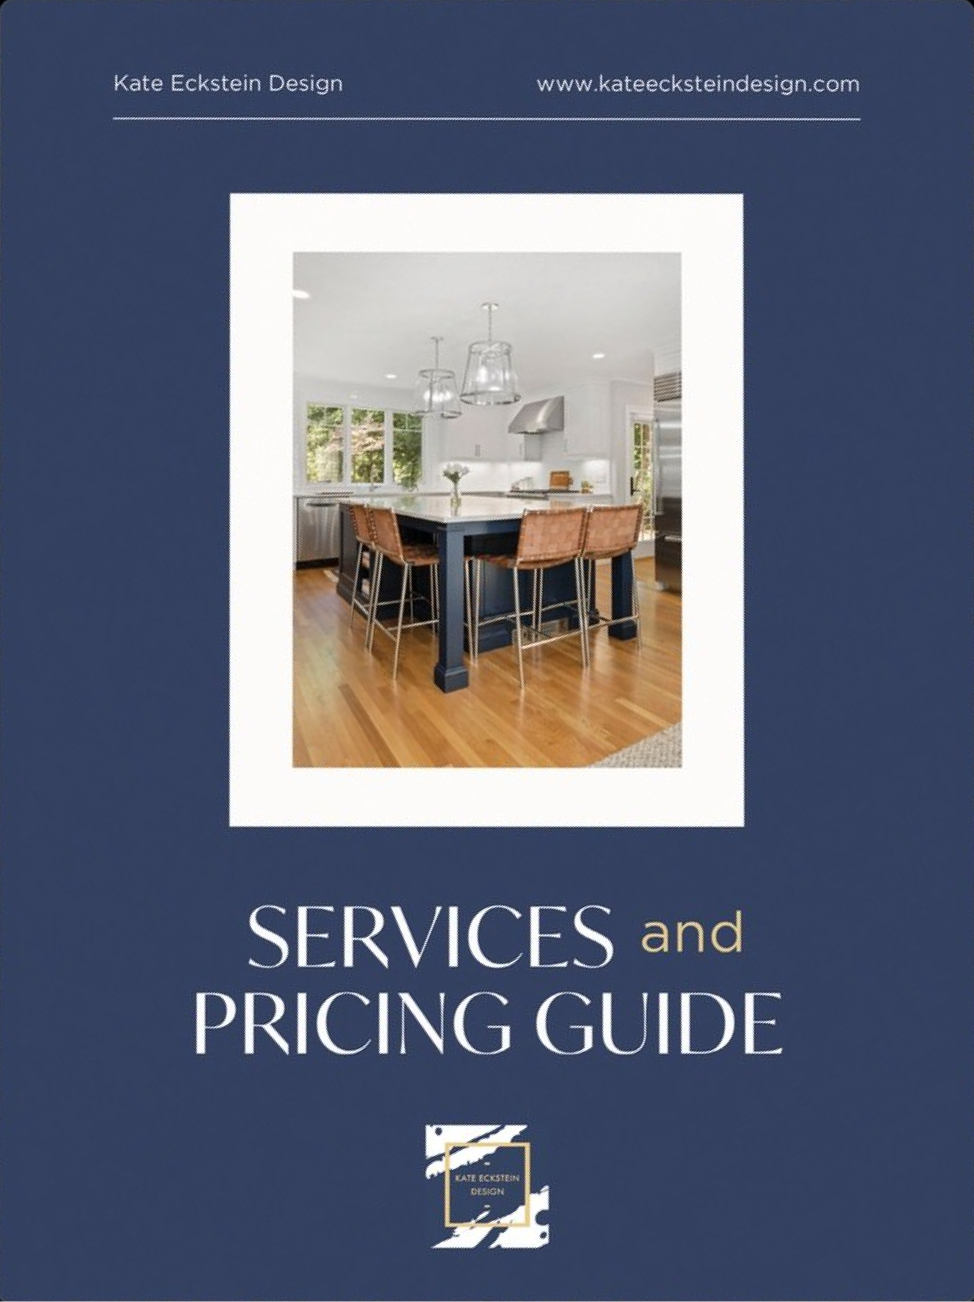 Kate Eckstein Design
www.kateecksteindesign.com
SERVICES and
PRICING GUIDE
KATE ECKSTEIN
DESIGN